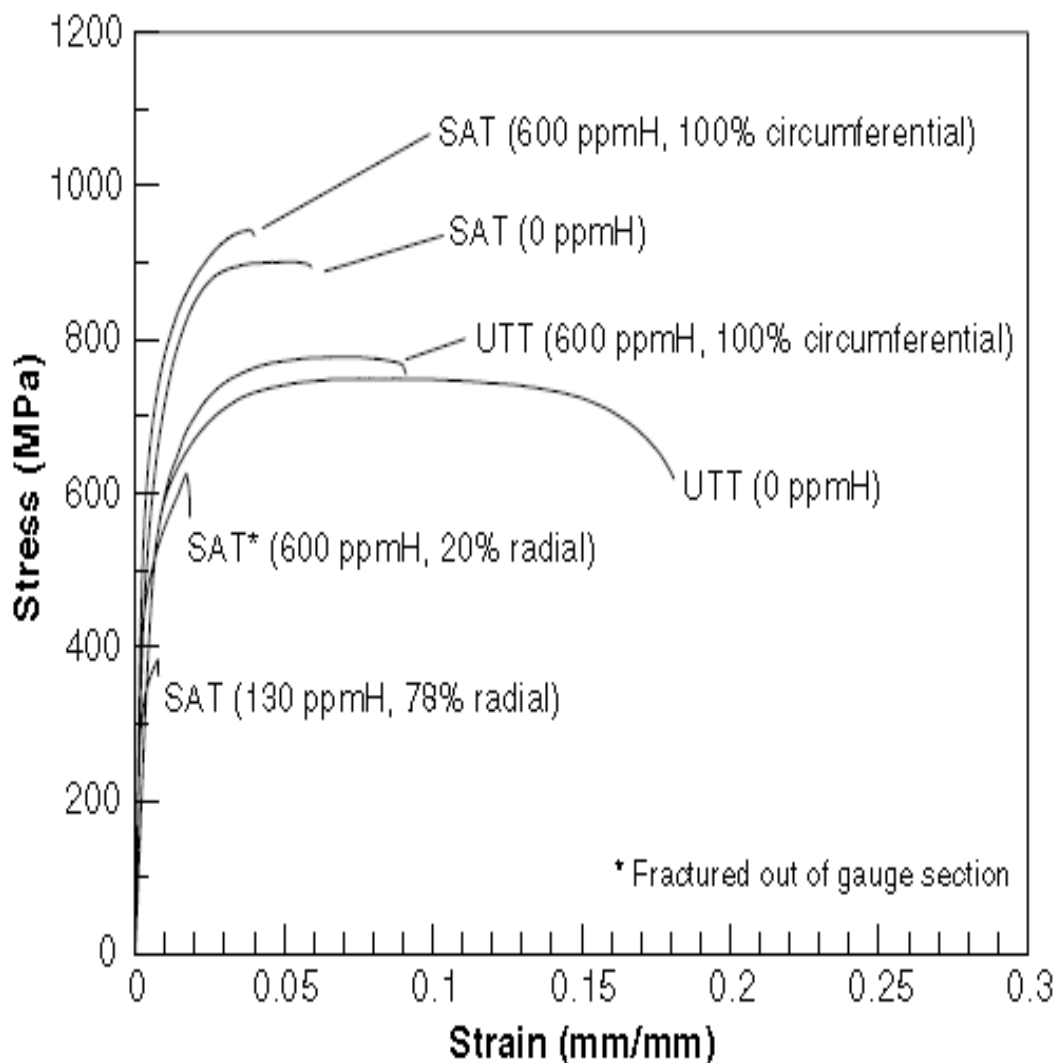 1200
SAT (600 ppmH, 100% circumferential)
1000
SAT (0 ppmH)
800
UTT (600 ppmH, 100% circumferential)
600
UTT (0 ppmH)
SAT* (600 ppmH, 20% radial)
400
SAT (130 ppmH, 78% radial)
200
* Fractured out of gauge section
0
0 0.05 0.1 0.15 0.2 0.25 0.3
Stress (MPa)
Strain (mm/mm)